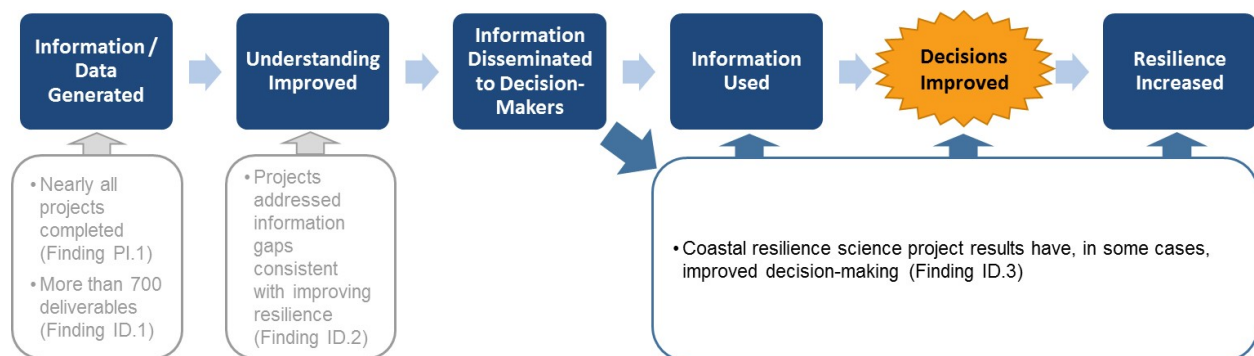 Information /
Data
Generated
Understanding
Improved
Information
Disseminated
to Decision-
Makers
Information
Used
Decisions
Improved
Resilience
Increased
• Nearly all
projects
completed
(Finding PI.1)
• More than 700
deliverables
(Finding ID.1)
• Projects
addressed
information
gaps
consistent
with improving
resilience
(Finding ID.2)
• Coastal resilience science project results have, in some cases,
improved decision-making (Finding ID.3)